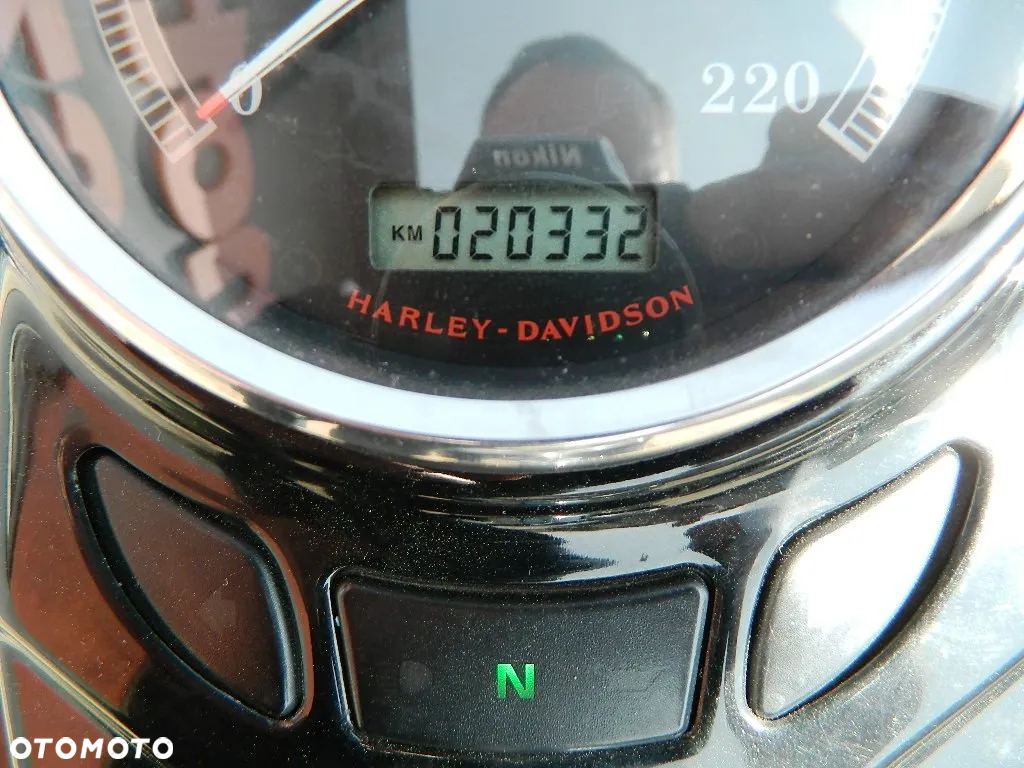 0
220
Nikon
KM 020332
HARLEY-DAVIDSON
N
OTOMOTO